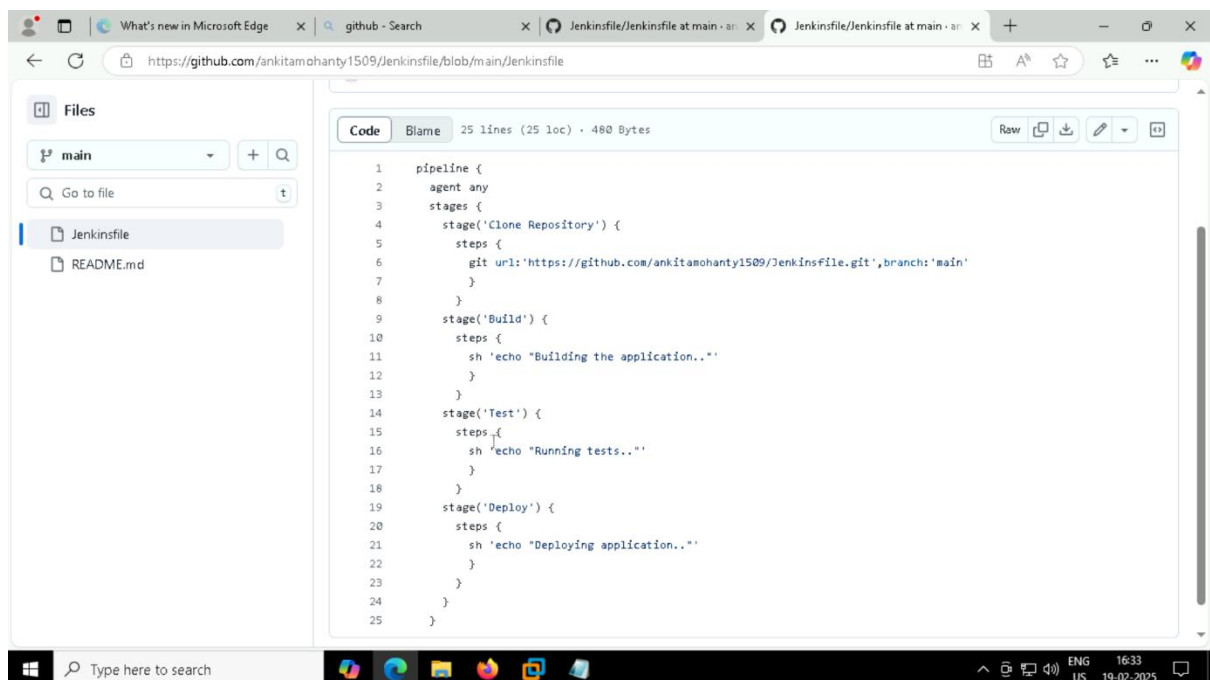 What's new in Microsoft Edge
github - Search
Jenkinsfile/Jenkinsfile at main · an
Jenkinsfile/Jenkinsfile at main · an
https://github.com/ankitamohanty1509/Jenkinsfile/blob/main/Jenkinsfile
Files
main
Go to file
t
Jenkinsfile
README.md
Code Blame 25 lines (25 loc) · 480 Bytes
Raw
1 pipeline {
2 agent any
3 stages {
4 stage('Clone Repository') {
5 steps {
6 git url:'https://github.com/ankitamohanty1509/Jenkinsfile.git',branch:'main'
7 }
8 }
9 stage('Build') {
10 steps {
11 sh 'echo "Building the application.."'
12 }
13 }
14 stage('Test') {
15 steps {
16 sh 'echo "Running tests.."'
17 }
18 }
19 stage('Deploy') {
20 steps {
21 sh 'echo "Deploying application.."'
22 }
23 }
24 }
25 }
Type here to search
ENG
US
16:33
19-02-2025